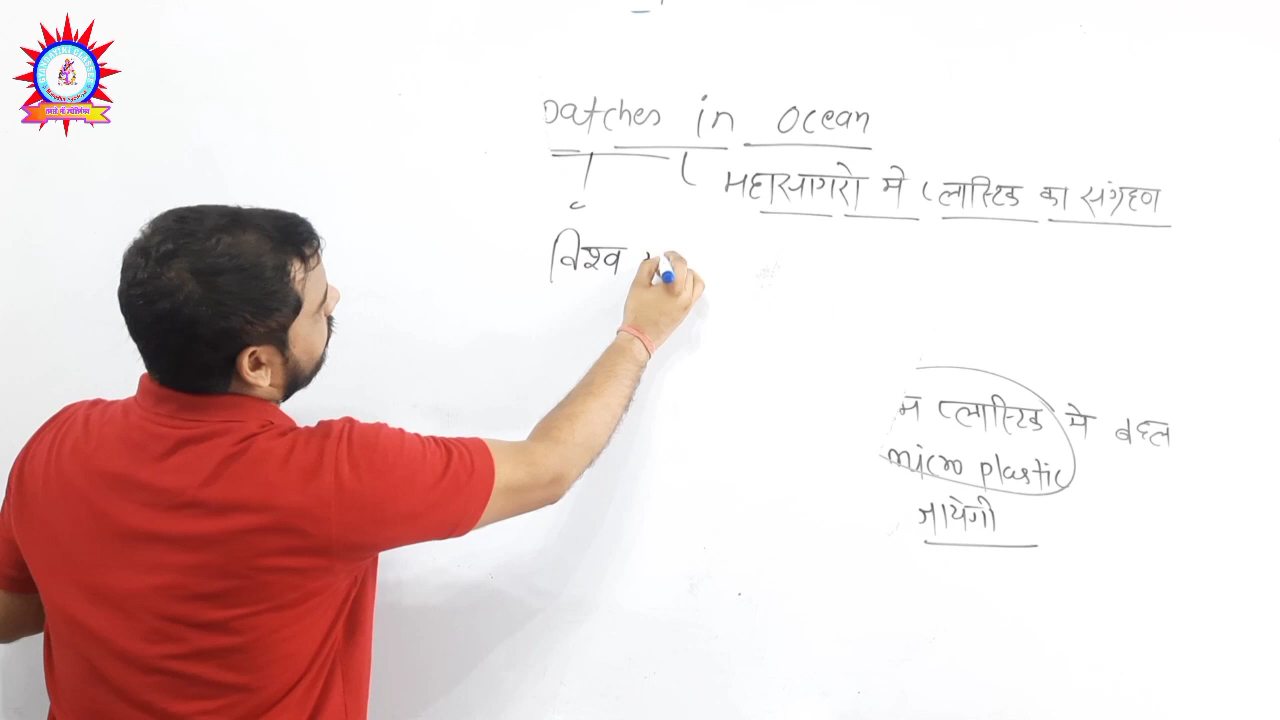 Patches in Ocean
महासागरो मे प्लास्टिक का संग्रहण
विश्व
म प्लास्टिक मे बदल
micro plastic
जायेगी